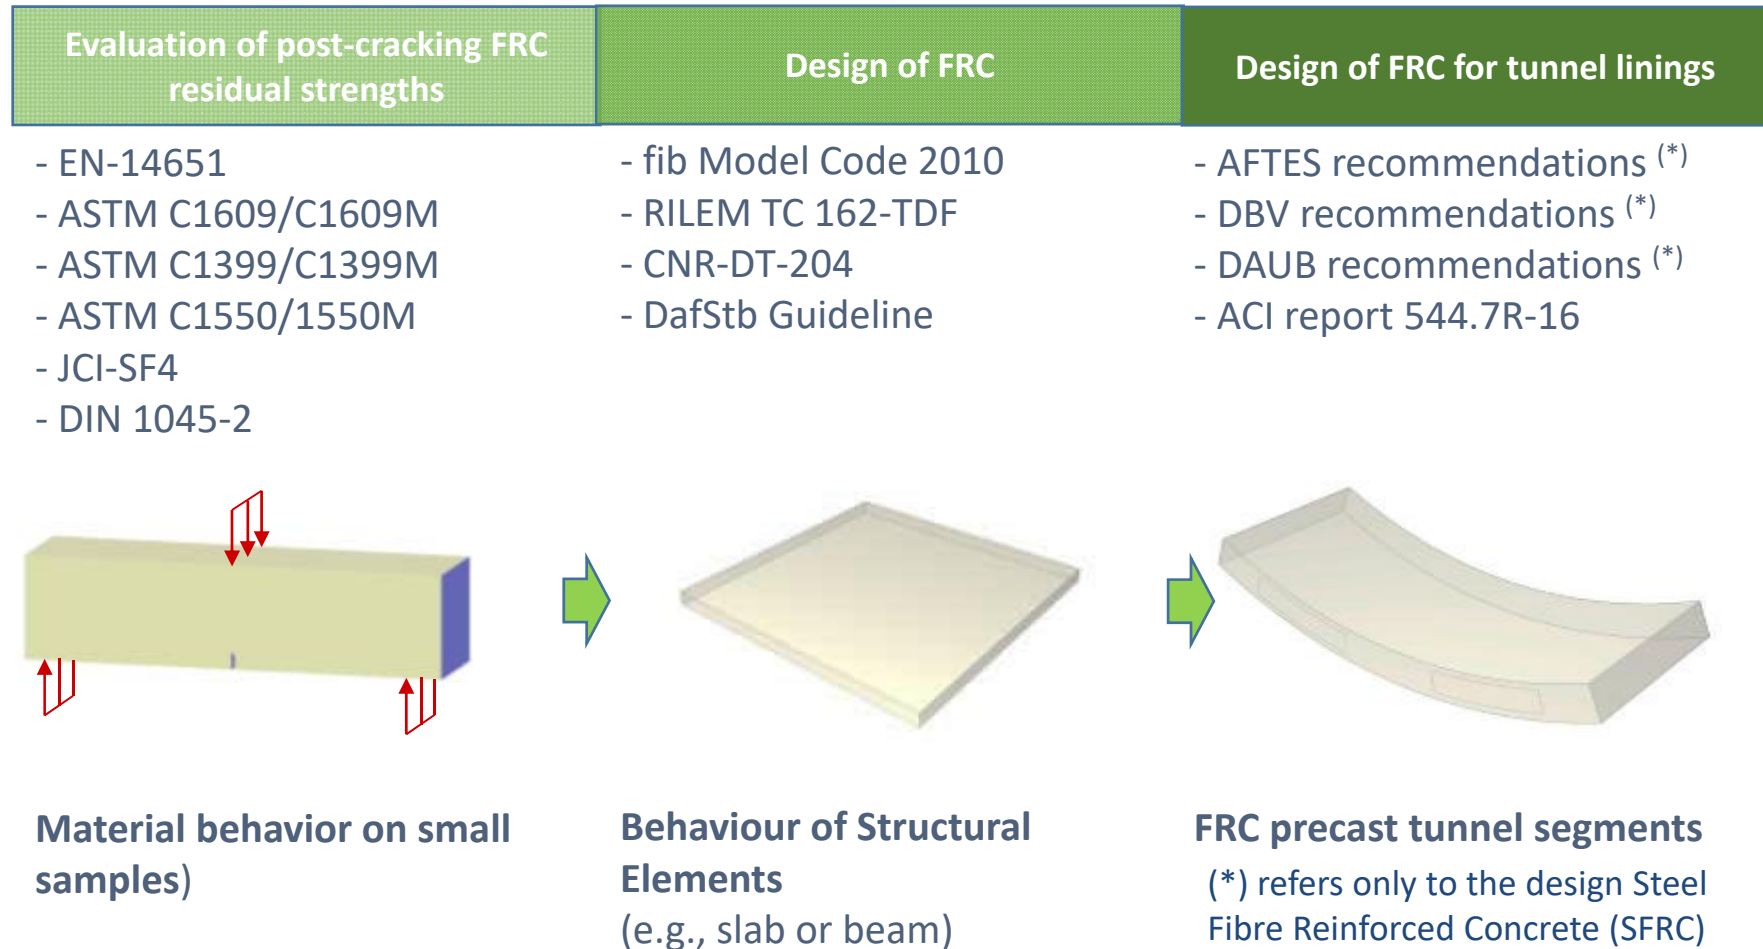 Evaluation of post-cracking FRC
residual strengths
- EN-14651
- ASTM C1609/C1609M
- ASTM C1399/C1399M
- ASTM C1550/1550M
- JCI-SF4
- DIN 1045-2
Material behavior on small
samples)
Design of FRC
- fib Model Code 2010
- RILEM TC 162-TDF
- CNR-DT-204
- DafStb Guideline
Behaviour of Structural
Elements
(e.g., slab or beam)
Design of FRC for tunnel linings
- AFTES recommendations (*)
- DBV recommendations (*)
- DAUB recommendations (*)
- ACI report 544.7R-16
FRC precast tunnel segments
(*) refers only to the design Steel
Fibre Reinforced Concrete (SFRC)